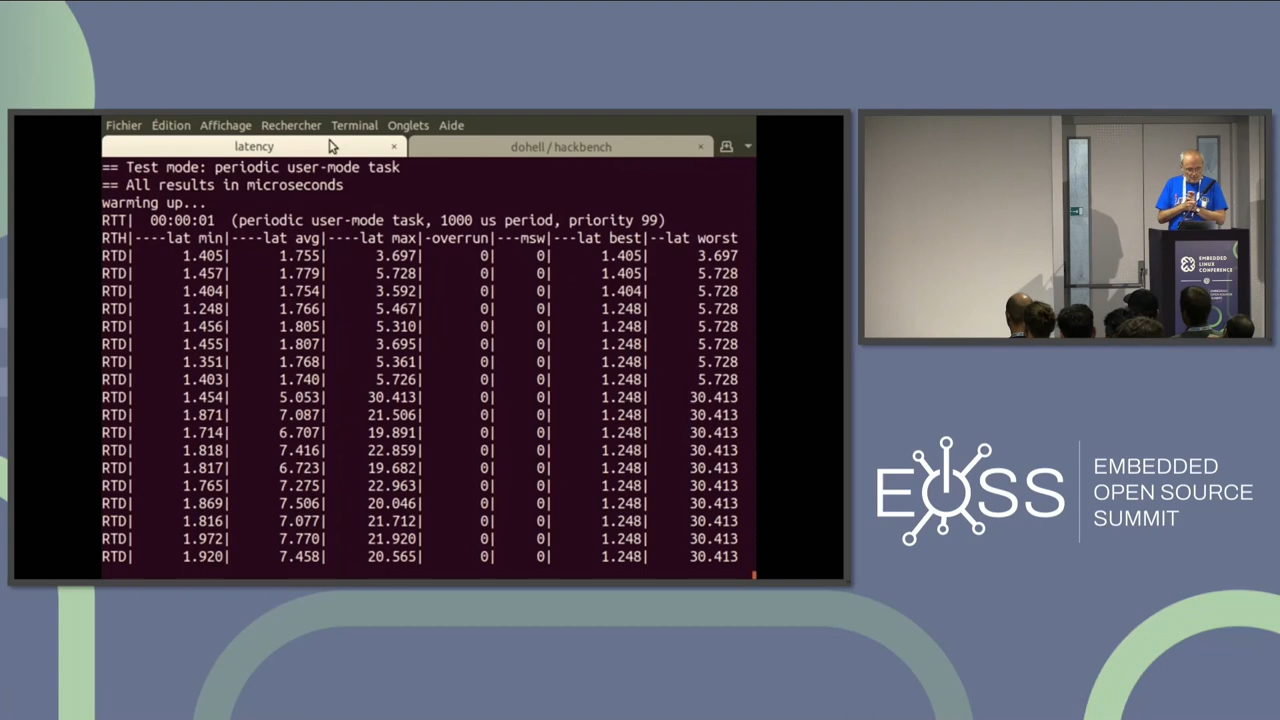 Fichier Édition Affichage Rechercher Terminal Onglets Aide
latency × dohell / hackbench ×
== Test mode: periodic user-mode task
== All results in microseconds
warming up...
RTT| 00:00:01 (periodic user-mode task, 1000 us period, priority 99)
RTH|----lat min|----lat avg|----lat max|-overrun|---msw|---lat best|--lat worst
RTD| 1.405| 1.755| 3.697| 0| 0| 1.405| 3.697
RTD| 1.457| 1.779| 5.728| 0| 0| 1.405| 5.728
RTD| 1.404| 1.754| 3.592| 0| 0| 1.404| 5.728
RTD| 1.248| 1.766| 5.467| 0| 0| 1.248| 5.728
RTD| 1.456| 1.805| 5.310| 0| 0| 1.248| 5.728
RTD| 1.455| 1.807| 3.695| 0| 0| 1.248| 5.728
RTD| 1.351| 1.768| 5.361| 0| 0| 1.248| 5.728
RTD| 1.403| 1.740| 5.726| 0| 0| 1.248| 5.728
RTD| 1.454| 5.053| 30.413| 0| 0| 1.248| 30.413
RTD| 1.871| 7.087| 21.506| 0| 0| 1.248| 30.413
RTD| 1.714| 6.707| 19.891| 0| 0| 1.248| 30.413
RTD| 1.818| 7.416| 22.859| 0| 0| 1.248| 30.413
RTD| 1.817| 6.723| 19.682| 0| 0| 1.248| 30.413
RTD| 1.765| 7.275| 22.963| 0| 0| 1.248| 30.413
RTD| 1.869| 7.506| 20.046| 0| 0| 1.248| 30.413
RTD| 1.816| 7.077| 21.712| 0| 0| 1.248| 30.413
RTD| 1.972| 7.770| 21.920| 0| 0| 1.248| 30.413
RTD| 1.920| 7.458| 20.565| 0| 0| 1.248| 30.413
EMBEDDED
LINUX
CONFERENCE
EOSS
EMBEDDED
OPEN SOURCE
SUMMIT